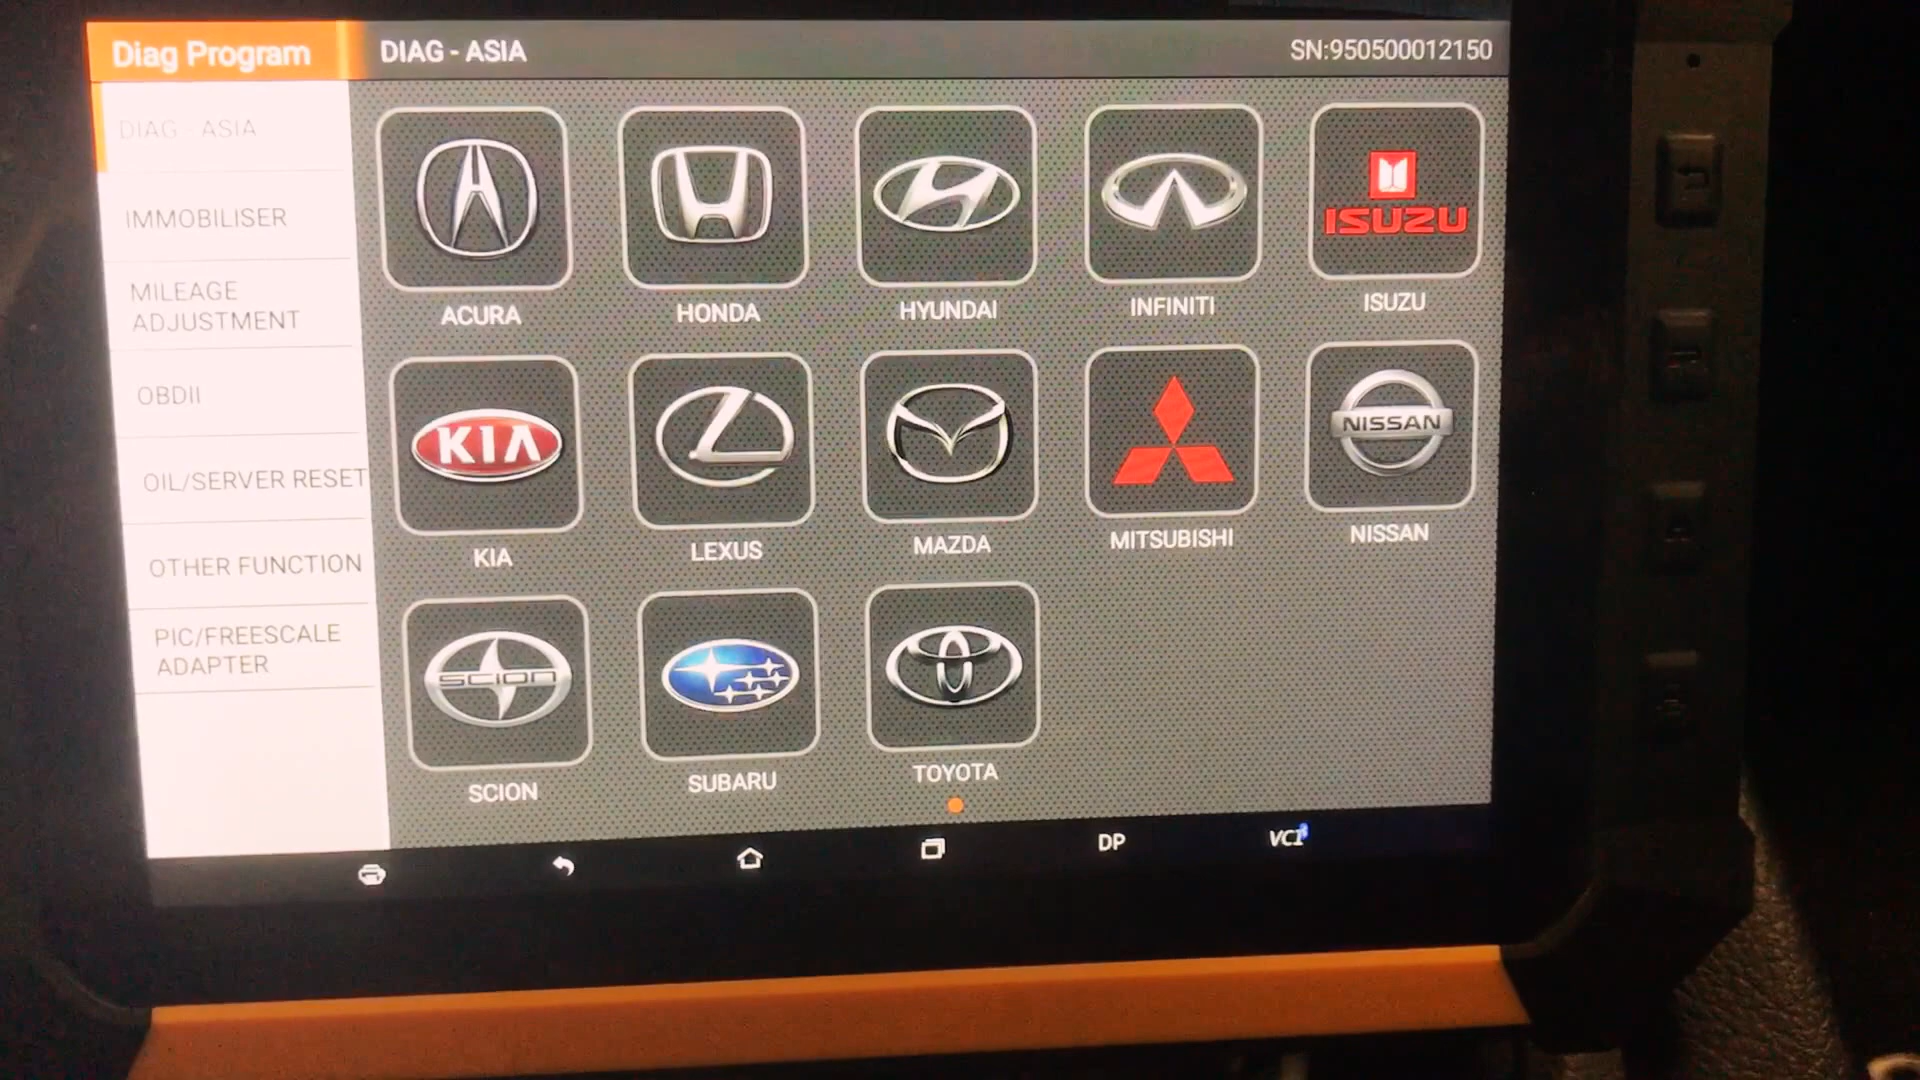 Diag Program
DIAG - ASIA
SN:950500012150
DIAG - ASIA
IMMOBILISER
MILEAGE
ADJUSTMENT
OBDII
OIL/SERVER RESET
OTHER FUNCTION
PIC/FREESCALE
ADAPTER
ISUZU
ACURA
HONDA
HYUNDAI
INFINITI
ISUZU
KIA
NISSAN
KIA
LEXUS
MAZDA
MITSUBISHI
NISSAN
SCION
SCION
SUBARU
TOYOTA
DP
VCI